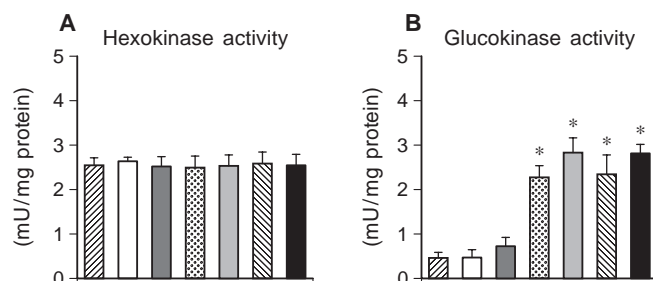 A
Hexokinase activity
5
4
3
2
1
0
(mU/mg protein)
B
Glucokinase activity
5
4
3
2
1
0
(mU/mg protein)
* * * *